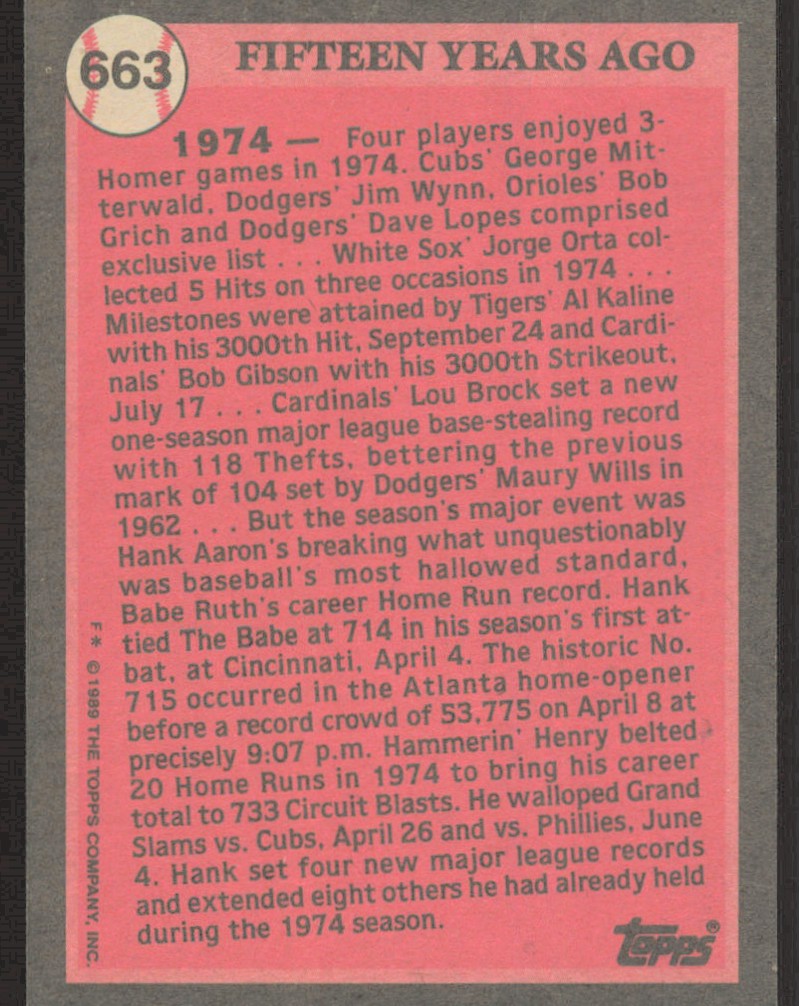 663
FIFTEEN YEARS AGO
1974 — Four players enjoyed 3-
Homer games in 1974. Cubs' George Mit-
terwald, Dodgers' Jim Wynn, Orioles' Bob
Grich and Dodgers' Dave Lopes comprised
exclusive list . . . White Sox' Jorge Orta col-
lected 5 Hits on three occasions in 1974 . . .
Milestones were attained by Tigers' Al Kaline
with his 3000th Hit, September 24 and Cardi-
nals' Bob Gibson with his 3000th Strikeout,
July 17 . . . Cardinals' Lou Brock set a new
one-season major league base-stealing record
with 118 Thefts, bettering the previous
mark of 104 set by Dodgers' Maury Wills in
1962 . . . But the season's major event was
Hank Aaron's breaking what unquestionably
was baseball's most hallowed standard,
Babe Ruth's career Home Run record. Hank
tied The Babe at 714 in his season's first at-
bat, at Cincinnati, April 4. The historic No.
715 occurred in the Atlanta home-opener
before a record crowd of 53,775 on April 8 at
precisely 9:07 p.m. Hammerin' Henry belted
20 Home Runs in 1974 to bring his career
total to 733 Circuit Blasts. He walloped Grand
Slams vs. Cubs, April 26 and vs. Phillies, June
4. Hank set four new major league records
and extended eight others he had already held
during the 1974 season.
F* © 1989 THE TOPPS COMPANY, INC.
topps®